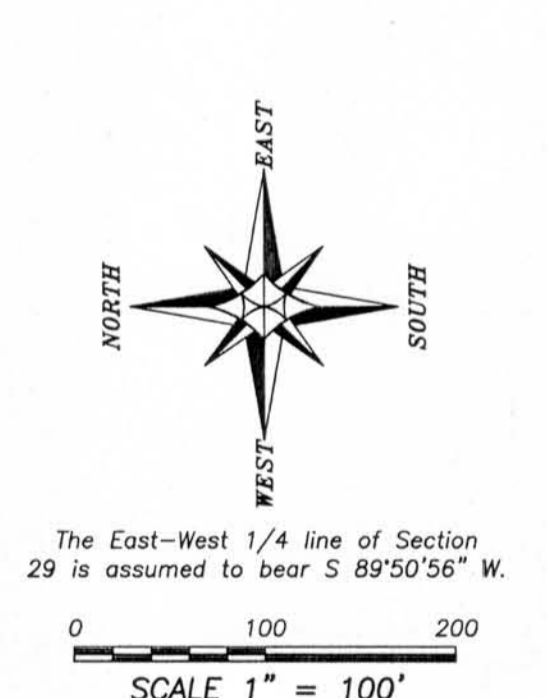 EAST
NORTH
SOUTH
WEST
The East-West 1/4 line of Section
29 is assumed to bear S 89°50'56" W.
0 100 200
SCALE 1" = 100'